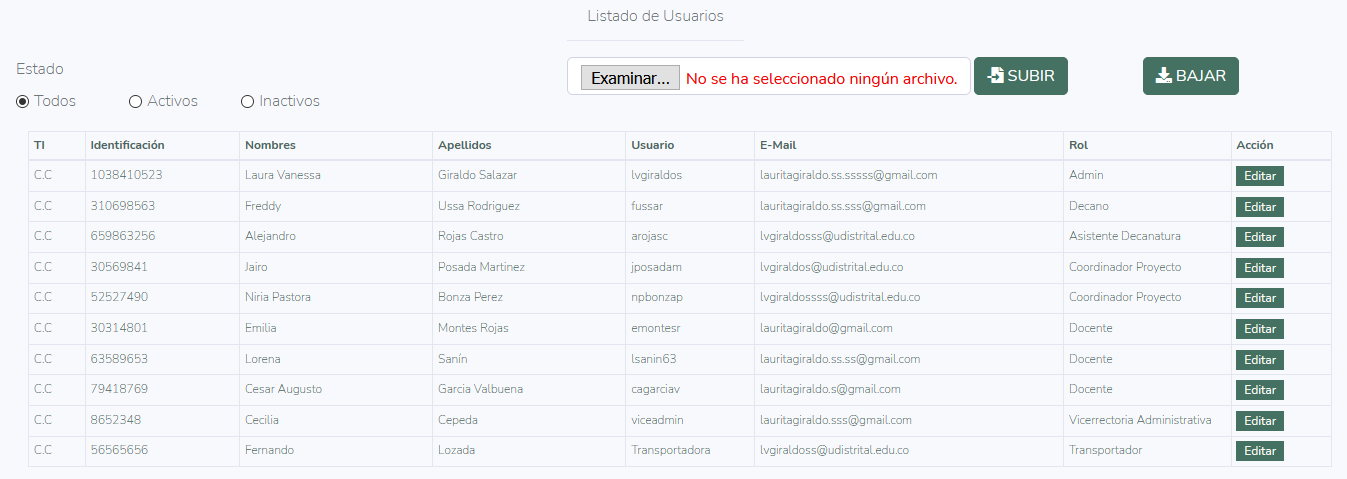 Listado de Usuarios
Estado
Examinar... No se ha seleccionado ningún archivo. SUBIR BAJAR
Todos Activos Inactivos
TI Identificación Nombres Apellidos Usuario E-Mail Rol Acción
C.C 1038410523 Laura Vanessa Giraldo Salazar lvgiraldos lauritagiraldo.ss.sssss@gmail.com Admin Editar
C.C 310698563 Freddy Ussa Rodriguez fussar lauritagiraldo.ss.sss@gmail.com Decano Editar
C.C 659863256 Alejandro Rojas Castro arojasc lvgiraldosss@udistrital.edu.co Asistente Decanatura Editar
C.C 30569841 Jairo Posada Martinez jposadam lvgiraldos@udistrital.edu.co Coordinador Proyecto Editar
C.C 52527490 Niria Pastora Bonza Perez npbonzap lvgiraldossss@udistrital.edu.co Coordinador Proyecto Editar
C.C 30314801 Emilia Montes Rojas emontesr lauritagiraldo@gmail.com Docente Editar
C.C 63589653 Lorena Sanín lsanin63 lauritagiraldo.ss.ss@gmail.com Docente Editar
C.C 79418769 Cesar Augusto Garcia Valbuena cagarciav lauritagiraldo.s@gmail.com Docente Editar
C.C 8652348 Cecilia Cepeda viceadmin lauritagiraldo.sss@gmail.com Vicerrectoria Administrativa Editar
C.C 56565656 Fernando Lozada Transportadora lvgiraldoss@udistrital.edu.co Transportador Editar